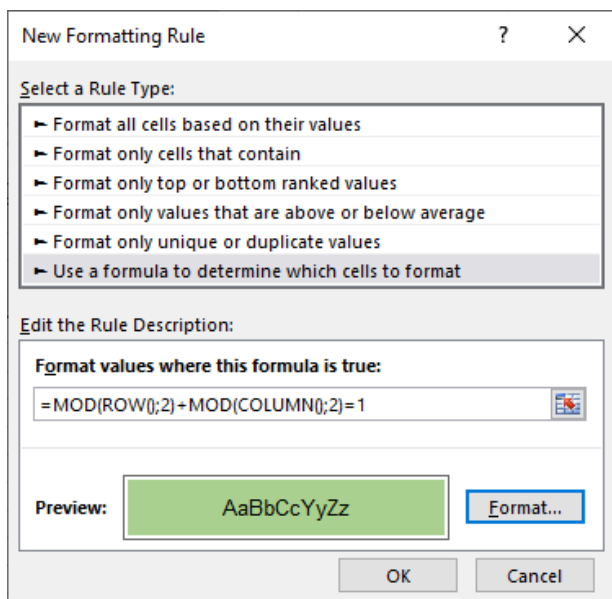 New Formatting Rule ?
Select a Rule Type:
► Format all cells based on their values
► Format only cells that contain
► Format only top or bottom ranked values
► Format only values that are above or below average
► Format only unique or duplicate values
► Use a formula to determine which cells to format
Edit the Rule Description:
Format values where this formula is true:
=MOD(ROW();2)+MOD(COLUMN();2)=1
Preview: AaBbCcYyZz Format...
OK Cancel